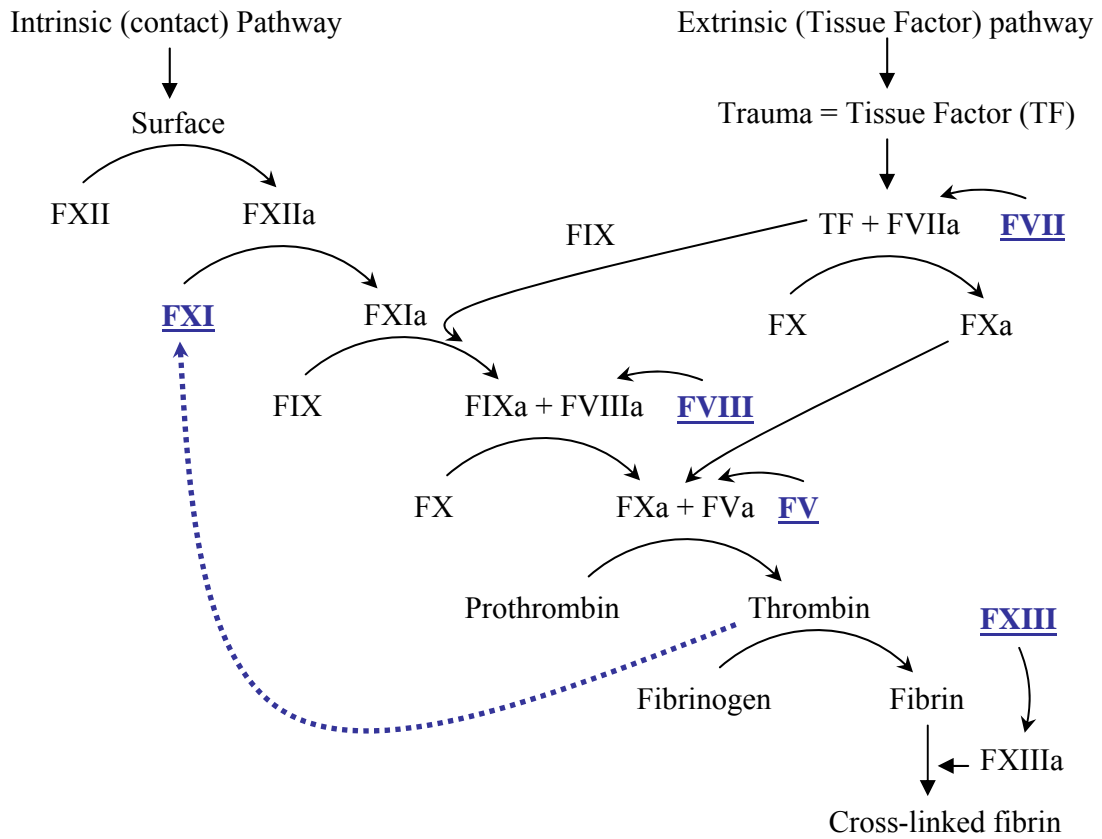 Intrinsic (contact) Pathway
Extrinsic (Tissue Factor) pathway
Surface
Trauma = Tissue Factor (TF)
FXII
FXIIa
FIX
TF + FVIIa
FVII
FXI
FXIa
FX
FXa
FIX
FIXa + FVIIIa
FVIII
FX
FXa + FVa
FV
Prothrombin
Thrombin
FXIII
Fibrinogen
Fibrin
FXIIIa
Cross-linked fibrin